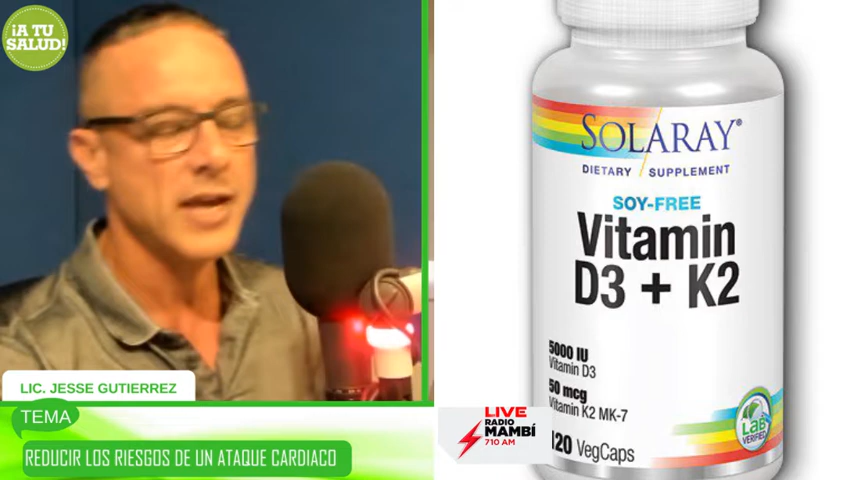 ¡A TU
SALUD!
LIC. JESSE GUTIERREZ
TEMA
REDUCIR LOS RIESGOS DE UN ATAQUE CARDIACO
LIVE
RADIO
MAMBÍ
710 AM
SOLARAY®
DIETARY SUPPLEMENT
SOY-FREE
Vitamin
D3 + K2
5000 IU
Vitamin D3
50 mcg
Vitamin K2 MK-7
120 VegCaps
LAB
VERIFIED